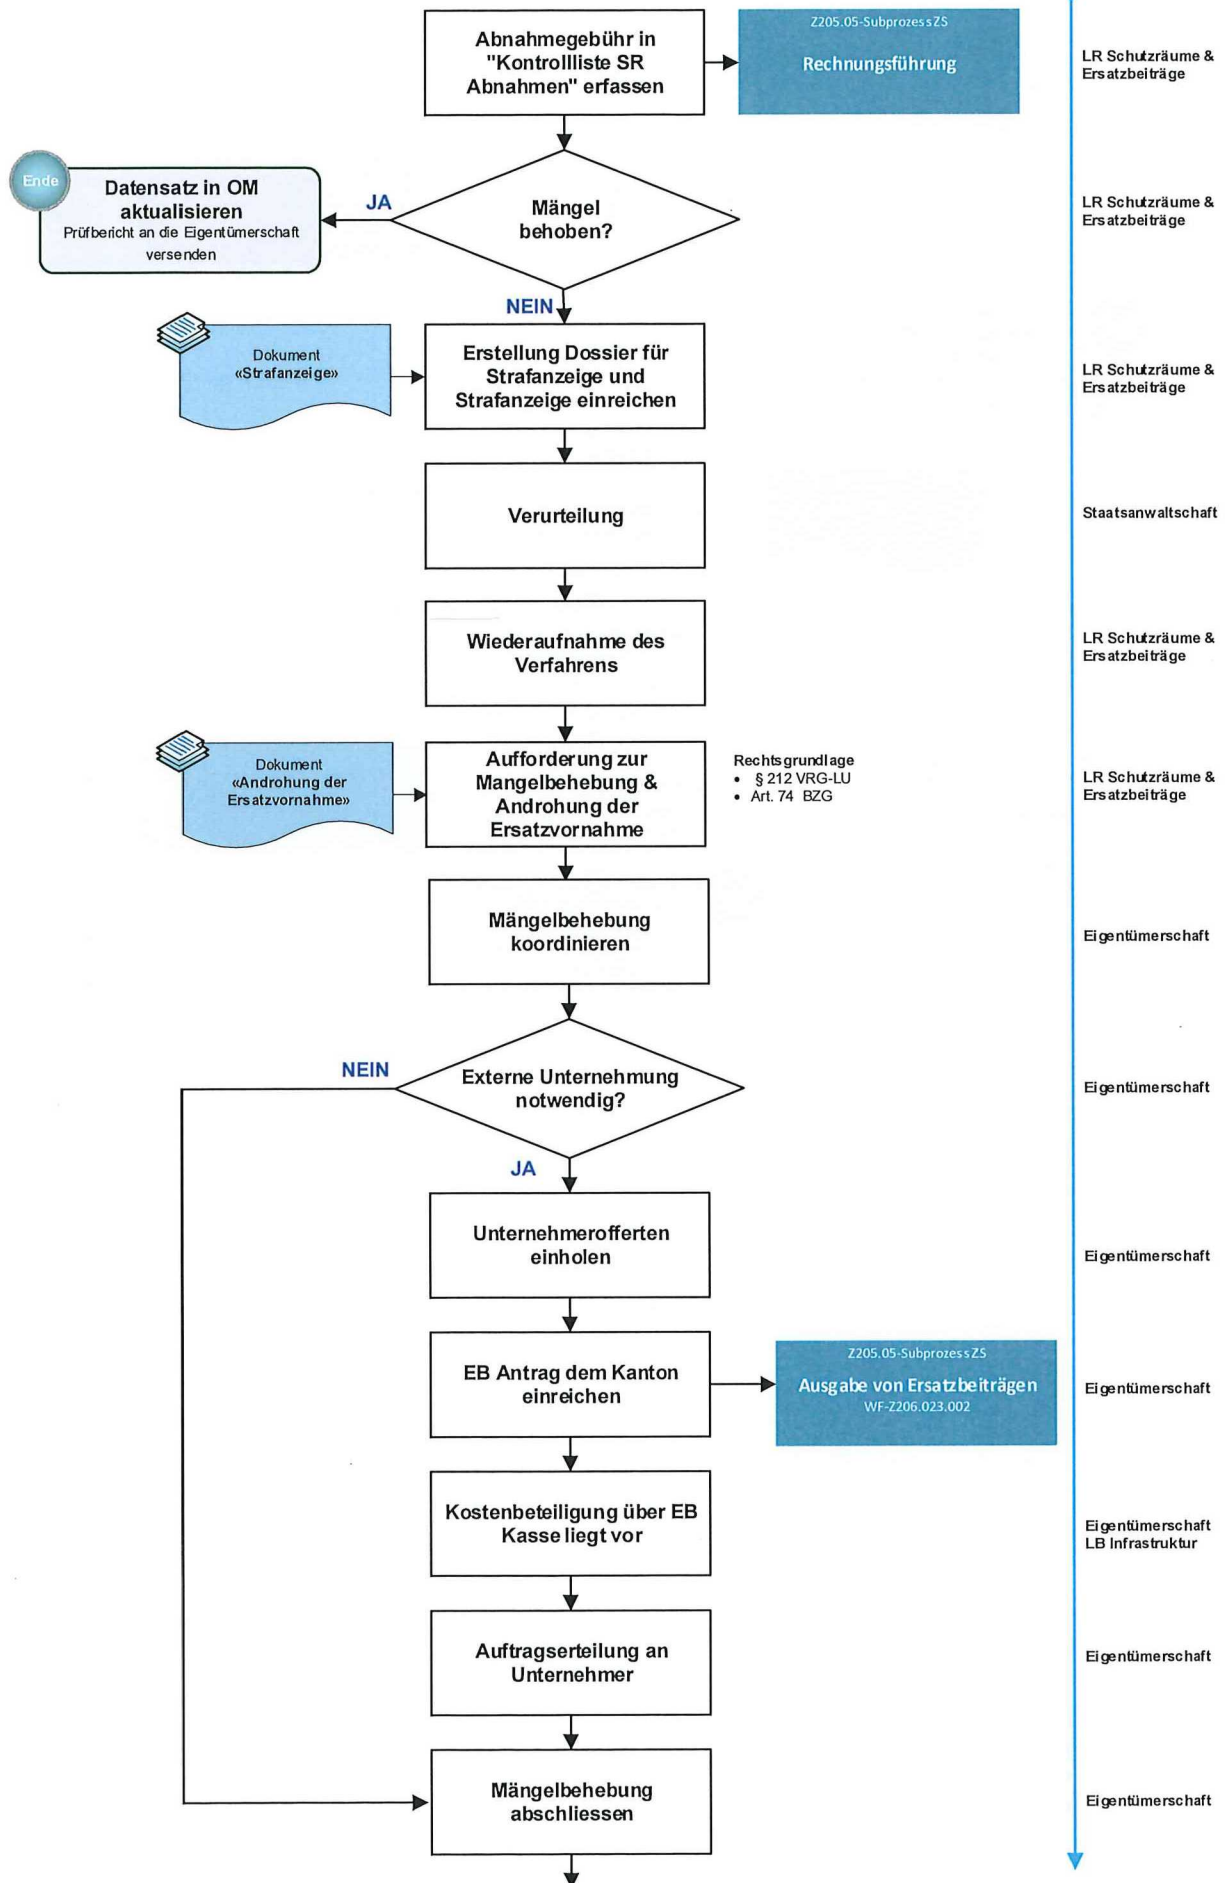 Abnahmegebühr in
"Kontrollliste SR
Abnahmen" erfassen
Z205.05-Subprozess ZS
Rechnungsführung
LR Schutzräume &
Ersatzbeiträge
Ende
Datensatz in OM
aktualisieren
Prüfbericht an die Eigentümerschaft
versenden
JA
Mängel
behoben?
LR Schutzräume &
Ersatzbeiträge
NEIN
Dokument
«Strafanzeige»
Erstellung Dossier für
Strafanzeige und
Strafanzeige einreichen
LR Schutzräume &
Ersatzbeiträge
Verurteilung
Staatsanwaltschaft
Wiederaufnahme des
Verfahrens
LR Schutzräume &
Ersatzbeiträge
Dokument
«Androhung der
Ersatzvornahme»
Aufforderung zur
Mangelbehebung &
Androhung der
Ersatzvornahme
Rechtsgrundlage
• § 212 VRG-LU
• Art. 74 BZG
LR Schutzräume &
Ersatzbeiträge
Mängelbehebung
koordinieren
Eigentümerschaft
NEIN
Externe Unternehmung
notwendig?
Eigentümerschaft
JA
Unternehmerofferten
einholen
Eigentümerschaft
EB Antrag dem Kanton
einreichen
Z205.05-Subprozess ZS
Ausgabe von Ersatzbeiträgen
WF-Z206.023.002
Eigentümerschaft
Kostenbeteiligung über EB
Kasse liegt vor
Eigentümerschaft
LB Infrastruktur
Auftragserteilung an
Unternehmer
Eigentümerschaft
Mängelbehebung
abschliessen
Eigentümerschaft